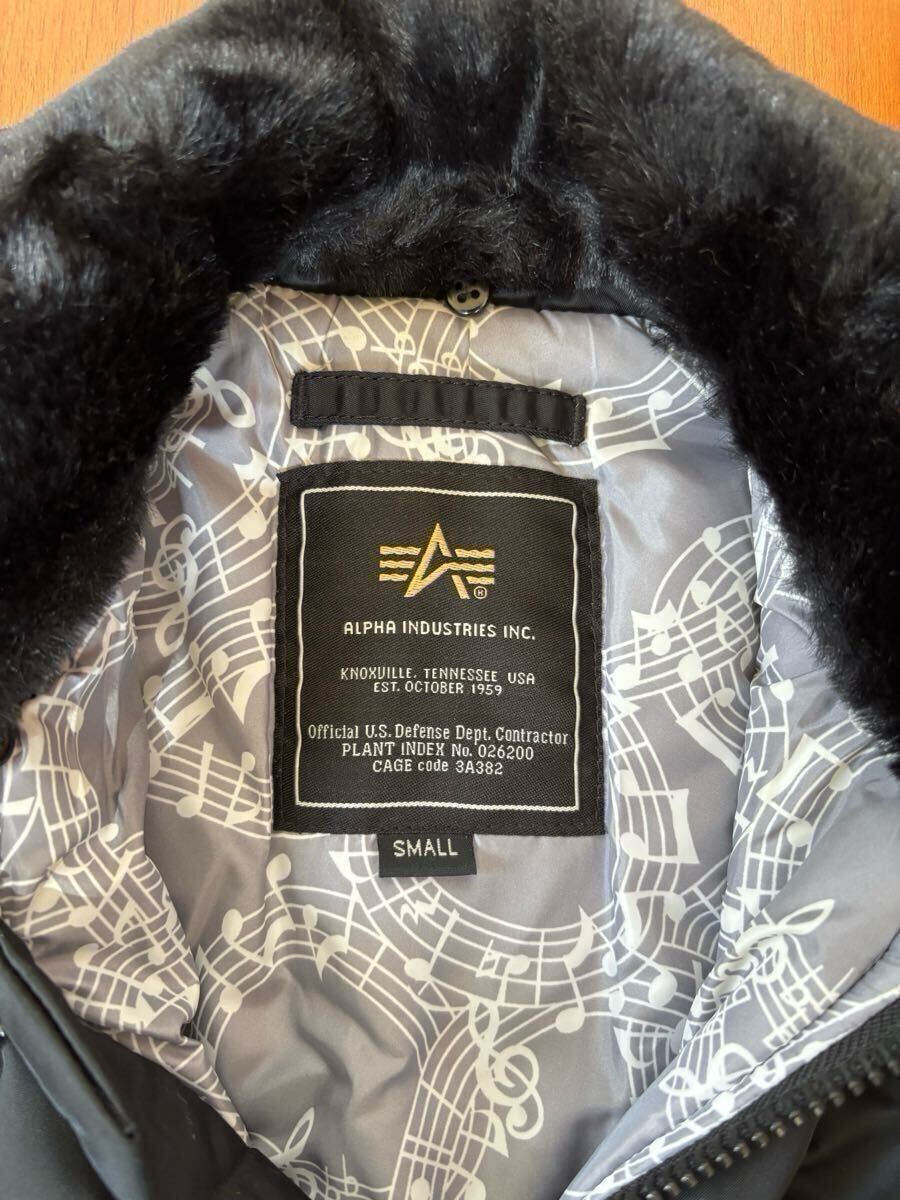 ALPHA INDUSTRIES INC.
KNOXVILLE, TENNESSEE USA
EST. OCTOBER 1959
Official U.S. Defense Dept. Contractor
PLANT INDEX No. 026200
CAGE code 3A382
SMALL